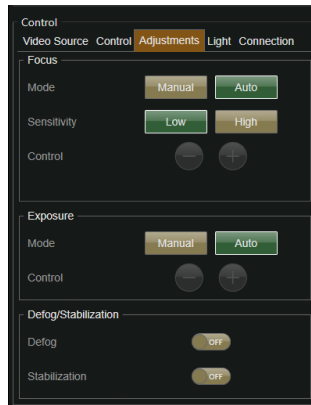 Control
Video Source Control Adjustments Light Connection
Focus
Mode Manual Auto
Sensitivity Low High
Control
Exposure
Mode Manual Auto
Control
Defog/Stabilization
Defog OFF
Stabilization OFF